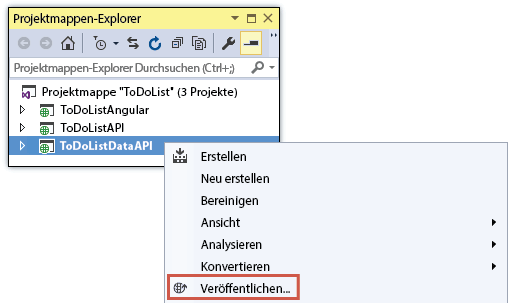 Projektmappen-Explorer
Projektmappen-Explorer Durchsuchen (Ctrl+;)
Projektmappe "ToDoList" (3 Projekte)
ToDoListAngular
ToDoListAPI
ToDoListDataAPI
Erstellen
Neu erstellen
Bereinigen
Ansicht
Analysieren
Konvertieren
Veröffentlichen...